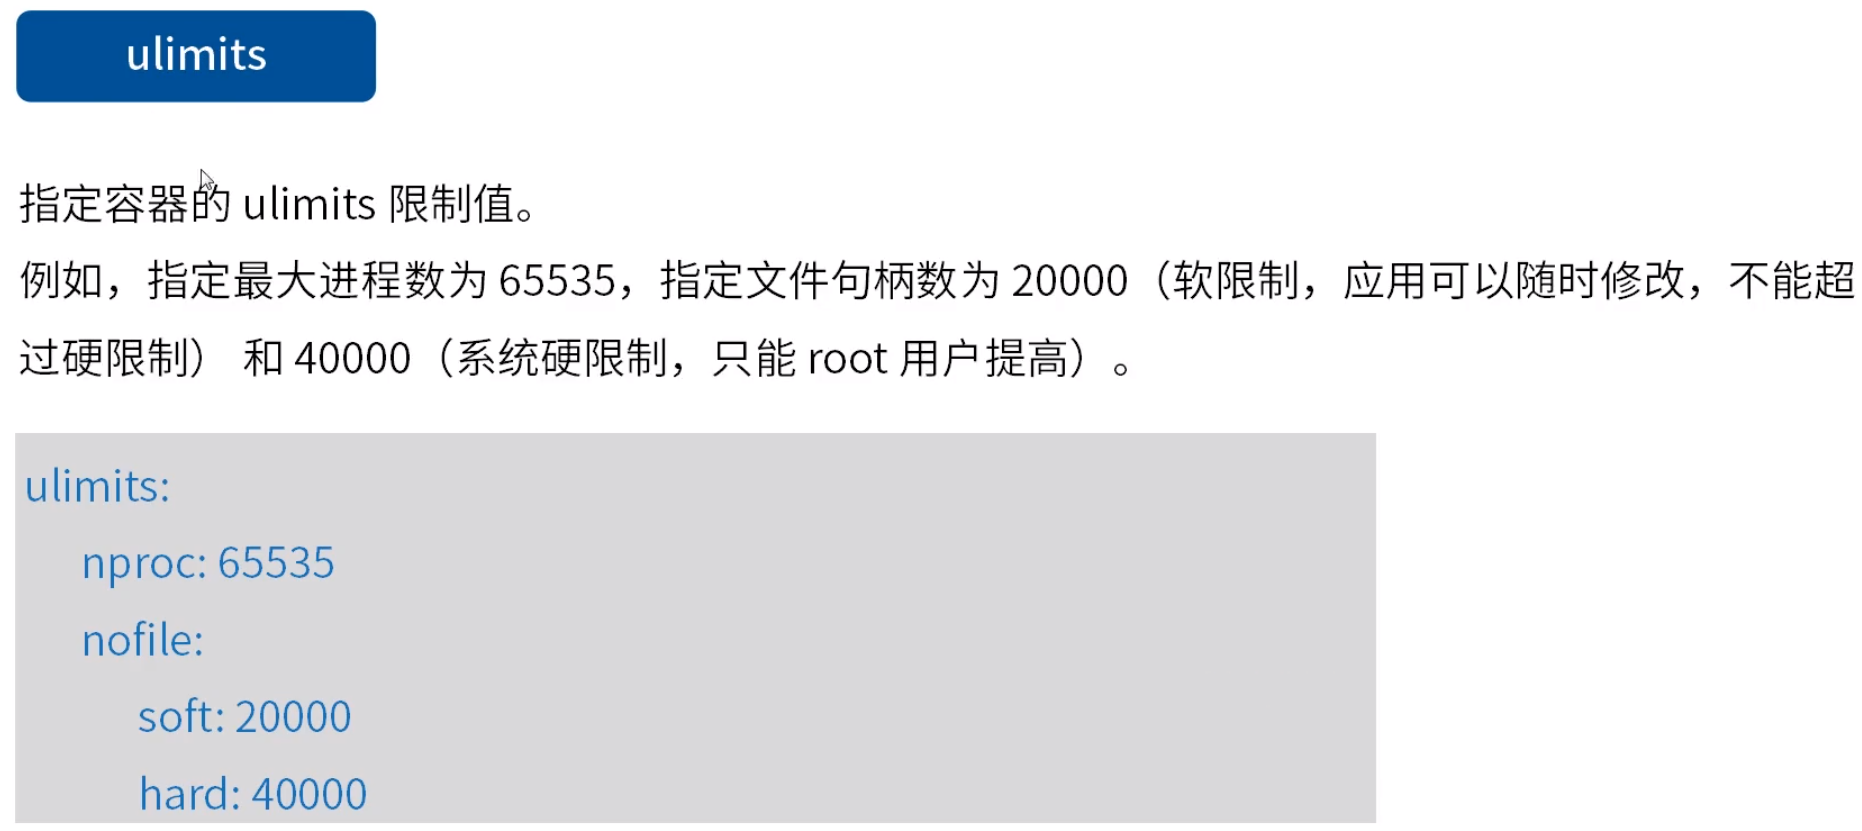 ulimits
指定容器的 ulimits 限制值。
例如，指定最大进程数为 65535，指定文件句柄数为 20000（软限制，应用可以随时修改，不能超
过硬限制） 和 40000（系统硬限制，只能 root 用户提高）。
ulimits:
nproc: 65535
nofile:
soft: 20000
hard: 40000